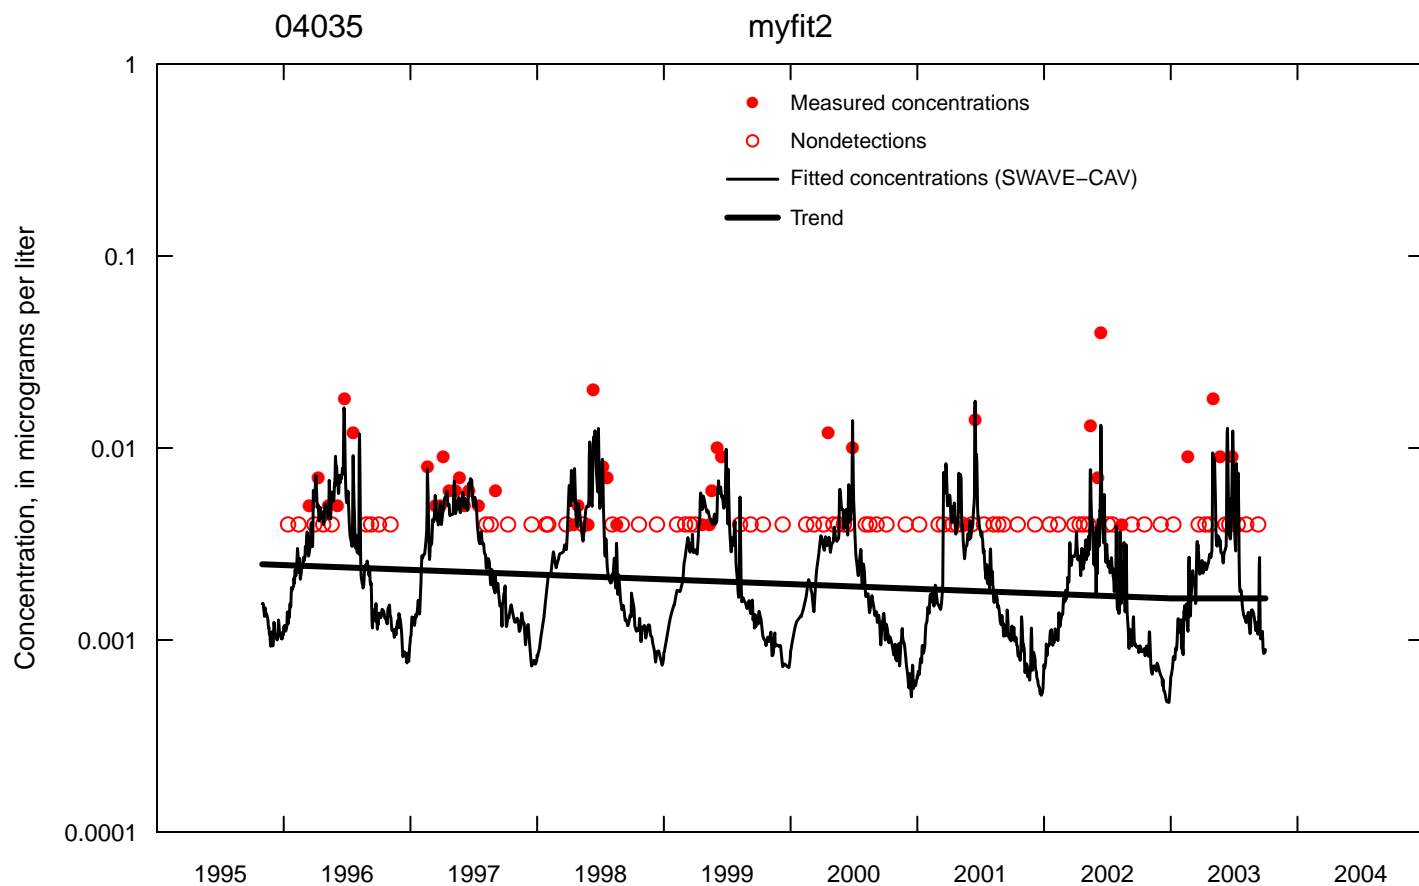 04035 myfit2
1
Measured concentrations
Nondetections
Fitted concentrations (SWAVE−CAV)
Trend
0.1
0.01
0.001
0.0001
Concentration, in micrograms per liter
1995 1996 1997 1998 1999 2000 2001 2002 2003 2004